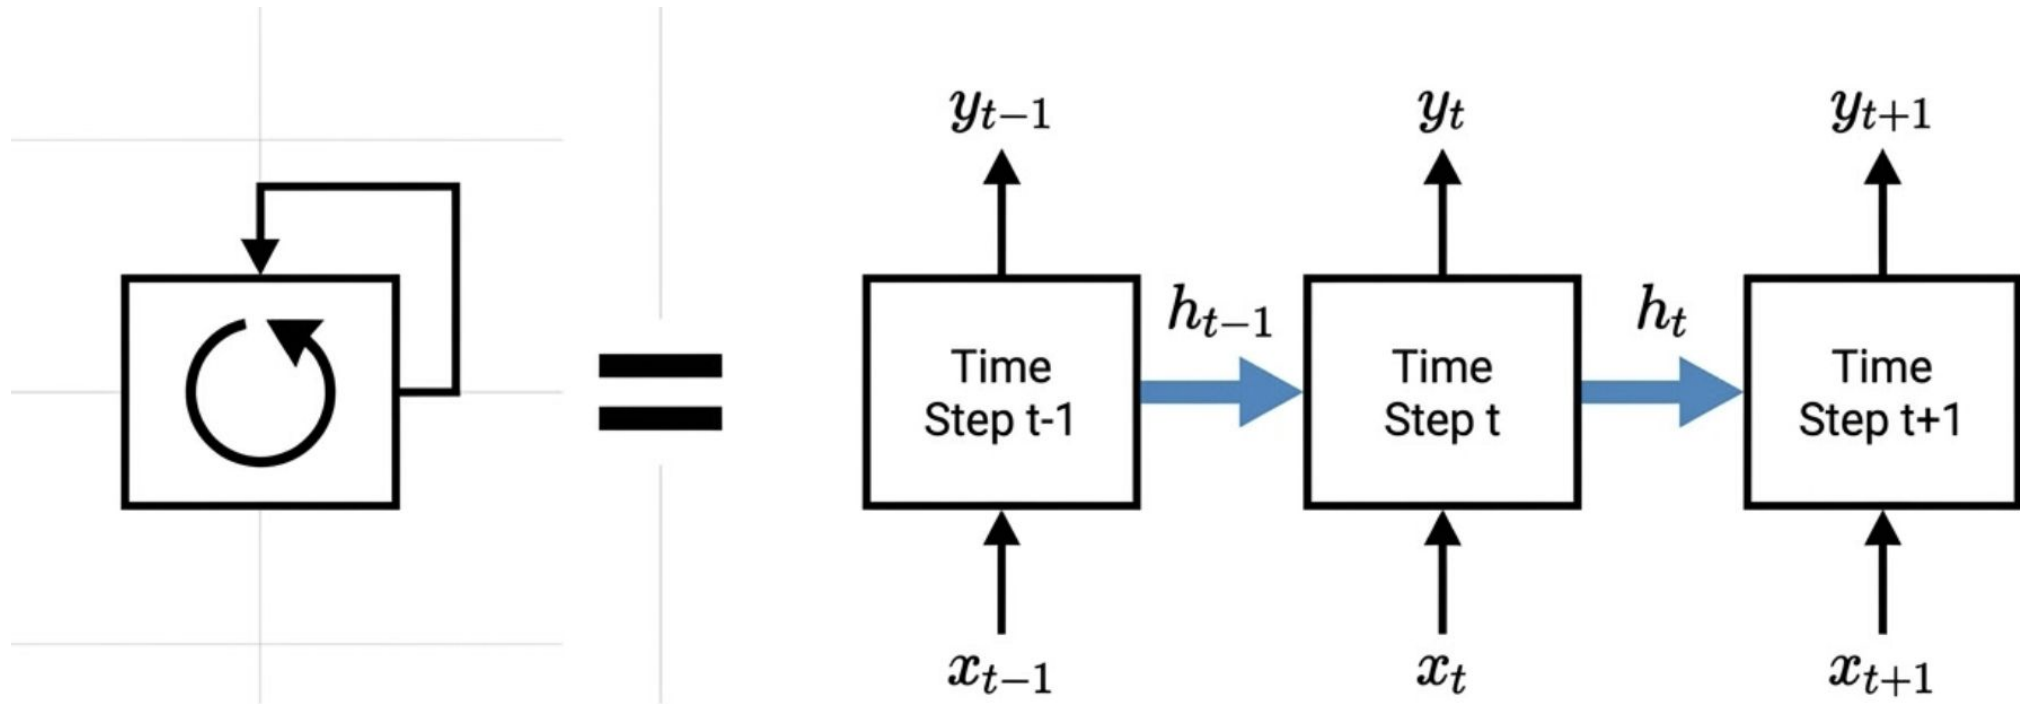 y_{t-1}
y_t
y_{t+1}
h_{t-1}
h_t
Time
Step t-1
Time
Step t
Time
Step t+1
=
x_{t-1}
x_t
x_{t+1}